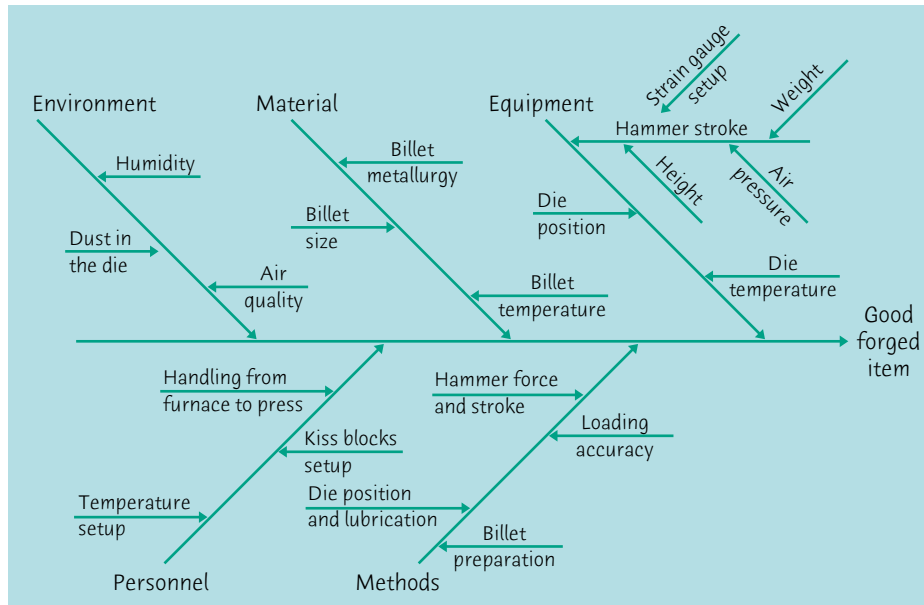 Environment
Material
Equipment
Strain gauge
setup
Weight
Hammer stroke
Height
Air
pressure
Humidity
Billet
metallurgy
Billet
size
Die
position
Dust in
the die
Air
quality
Billet
temperature
Die
temperature
Good
forged
item
Handling from
furnace to press
Hammer force
and stroke
Kiss blocks
setup
Loading
accuracy
Temperature
setup
Die position
and lubrication
Billet
preparation
Personnel
Methods